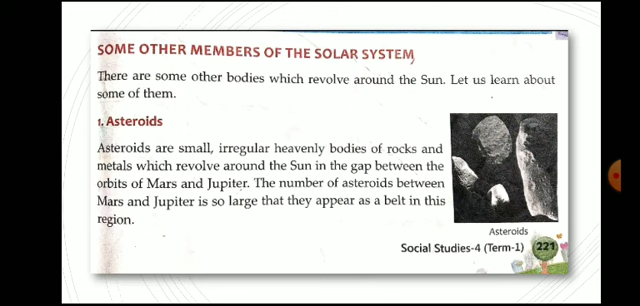 SOME OTHER MEMBERS OF THE SOLAR SYSTEM
There are some other bodies which revolve around the Sun. Let us learn about
some of them.
1. Asteroids
Asteroids are small, irregular heavenly bodies of rocks and
metals which revolve around the Sun in the gap between the
orbits of Mars and Jupiter. The number of asteroids between
Mars and Jupiter is so large that they appear as a belt in this
region.
Asteroids
Social Studies-4 (Term-1) 221